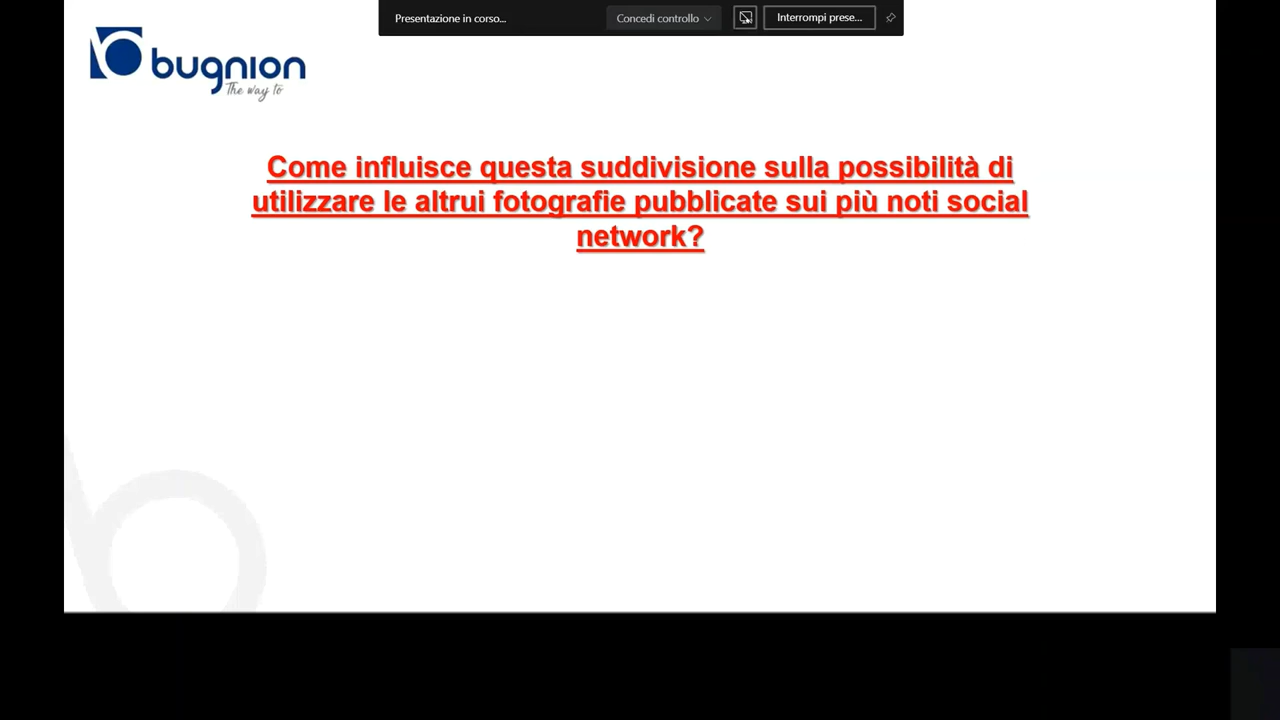 Presentazione in corso...
Concedi controllo
Interrompi prese...
bugnion
The way to
Come influisce questa suddivisione sulla possibilità di
utilizzare le altrui fotografie pubblicate sui più noti social
network?